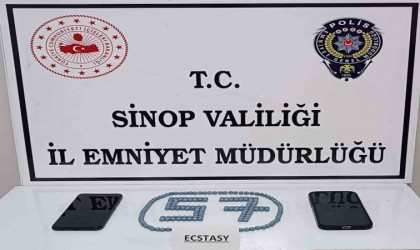 T.C.
SİNOP VALİLİĞİ
İL EMNİYET MÜDÜRLÜĞÜ
57
ECSTASY